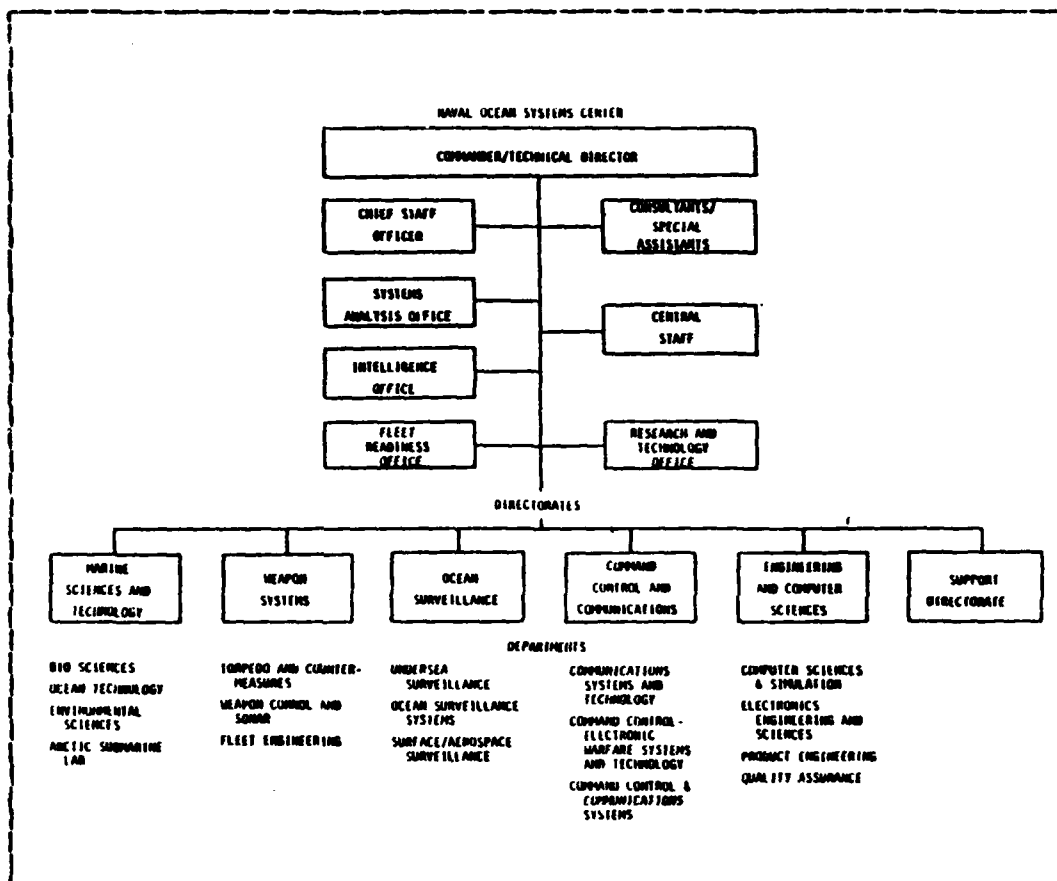 NAVAL OCEAN SYSTEMS CENTER
COMMANDER/TECHNICAL DIRECTOR
CHIEF STAFF
OFFICER
CONSULTANTS/
SPECIAL
ASSISTANTS
SYSTEMS
ANALYSIS OFFICE
CENTRAL
STAFF
INTELLIGENCE
OFFICE
FLEET
READINESS
OFFICE
RESEARCH AND
TECHNOLOGY
OFFICE
DIRECTORATES
MARINE
SCIENCES AND
TECHNOLOGY
WEAPON
SYSTEMS
OCEAN
SURVEILLANCE
COMMAND
CONTROL AND
COMMUNICATIONS
ENGINEERING
AND COMPUTER
SCIENCES
SUPPORT
DIRECTORATE
DEPARTMENTS
BIO SCIENCES
OCEAN TECHNOLOGY
ENVIRONMENTAL
SCIENCES
ARCTIC SUBMARINE
LAB
TORPEDO AND COUNTER-
MEASURES
WEAPON CONROL AND
SONAR
FLEET ENGINEERING
UNDERSEA
SURVEILLANCE
OCEAN SURVEILLANCE
SYSTEMS
SURFACE/AEROSPACE
SURVEILLANCE
COMMUNICATIONS
SYSTEMS AND
TECHNOLOGY
COMMAND CONTROL-
ELECTRONIC
WARFARE SYSTEMS
AND TECHNOLOGY
COMMAND CONTROL &
COMMUNICATIONS
SYSTEMS
COMPUTER SCIENCES
& SIMULATION
ELECTRONICS
ENGINEERING AND
SCIENCES
PRODUCT ENGINEERING
QUALITY ASSURANCE